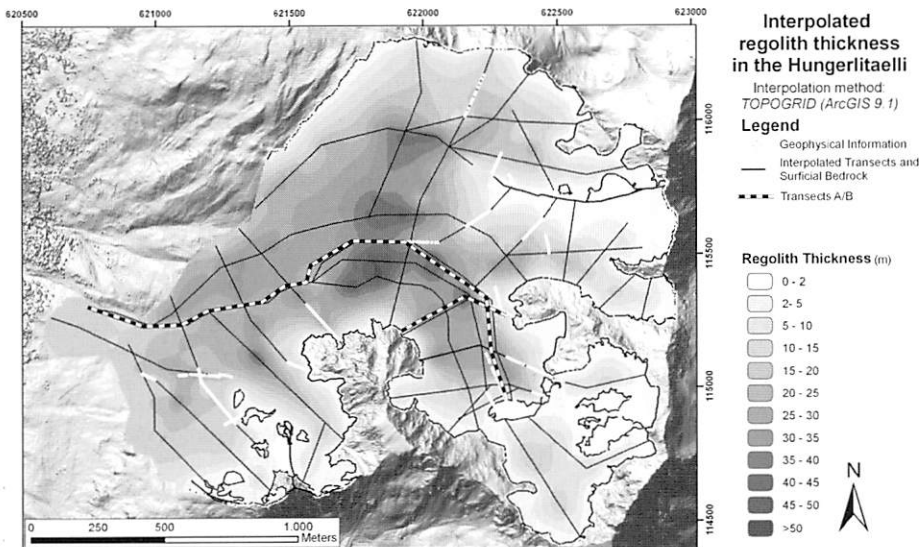 620500 621000 621500 622000 622500 623000
116000
115500
115000
114500
0 250 500 1.000
Meters
Interpolated
regolith thickness
in the Hungerlitaelli
Interpolation method:
TOPOGRID (ArcGIS 9.1)
Legend
Geophysical Information
Interpolated Transects and
Surficial Bedrock
Transects A/B
Regolith Thickness (m)
0 - 2
2- 5
5 - 10
10 - 15
15 - 20
20 - 25
25 - 30
30 - 35
35 - 40
40 - 45
45 - 50
>50
N